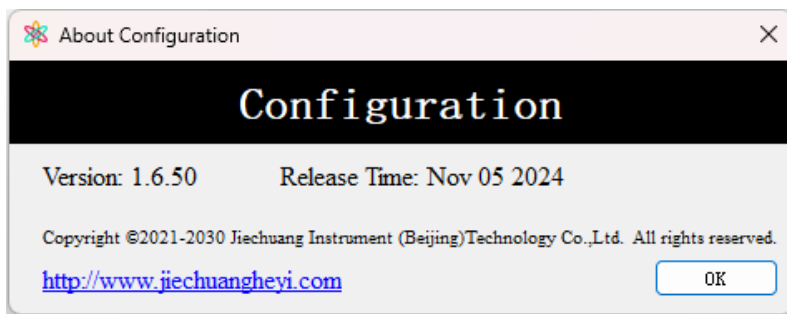 About Configuration
Configuration
Version: 1.6.50 Release Time: Nov 05 2024
Copyright ©2021-2030 Jiechuang Instrument (Beijing)Technology Co.,Ltd. All rights reserved.
http://www.jiechuangheyi.com OK